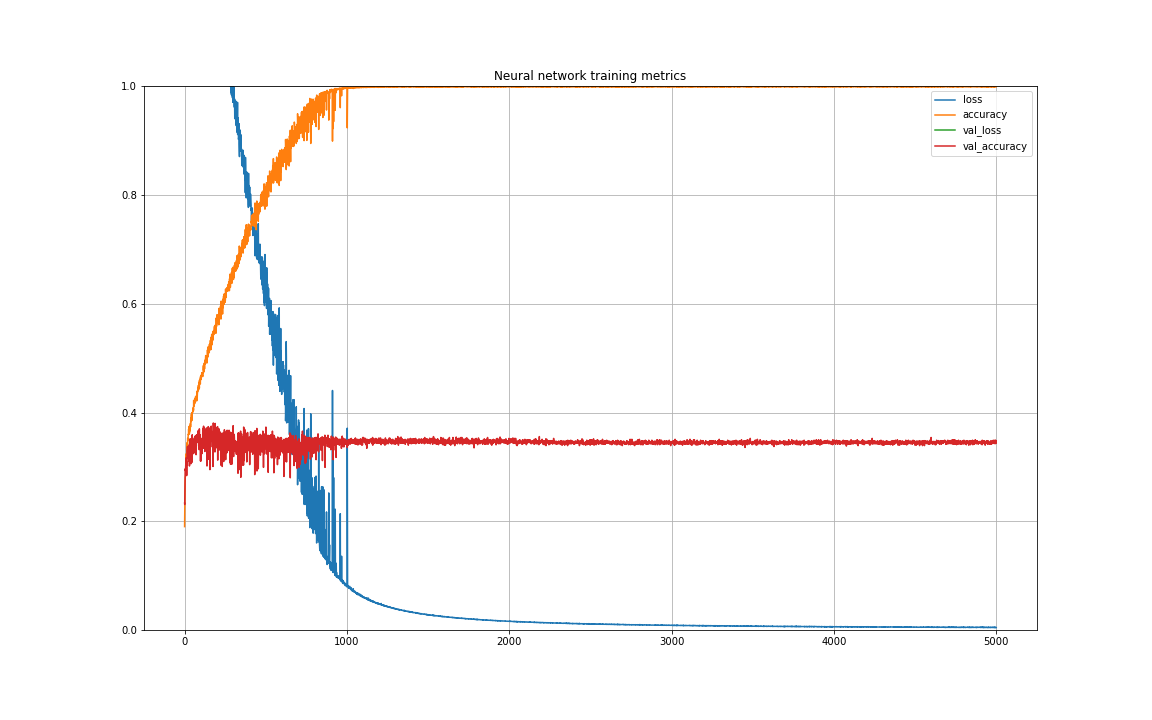 Neural network training metrics
1.0
0.8
0.6
0.4
0.2
0.0
loss
accuracy
val_loss
val_accuracy
0 1000 2000 3000 4000 5000